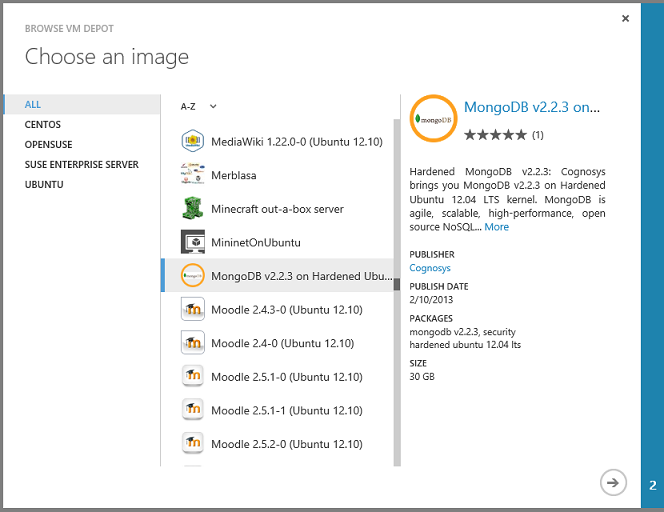 BROWSE VM DEPOT
Choose an image
ALL
CENTOS
OPENSUSE
SUSE ENTERPRISE SERVER
UBUNTU
A-Z
MediaWiki 1.22.0-0 (Ubuntu 12.10)
Merblasa
Minecraft out-a-box server
MininetOnUbuntu
MongoDB v2.2.3 on Hardened Ubu...
Moodle 2.4.3-0 (Ubuntu 12.10)
Moodle 2.4-0 (Ubuntu 12.10)
Moodle 2.5.1-0 (Ubuntu 12.10)
Moodle 2.5.1-1 (Ubuntu 12.10)
Moodle 2.5.2-0 (Ubuntu 12.10)
mongoDB
MongoDB v2.2.3 on...
(1)
Hardened MongoDB v2.2.3: Cognosys
brings you MongoDB v2.2.3 on Hardened
Ubuntu 12.04 LTS kernel. MongoDB is
agile, scalable, high-performance, open
source NoSQL... More
PUBLISHER
Cognosys
PUBLISH DATE
2/10/2013
PACKAGES
mongodb v2.2.3, security
hardened ubuntu 12.04 lts
SIZE
30 GB
2